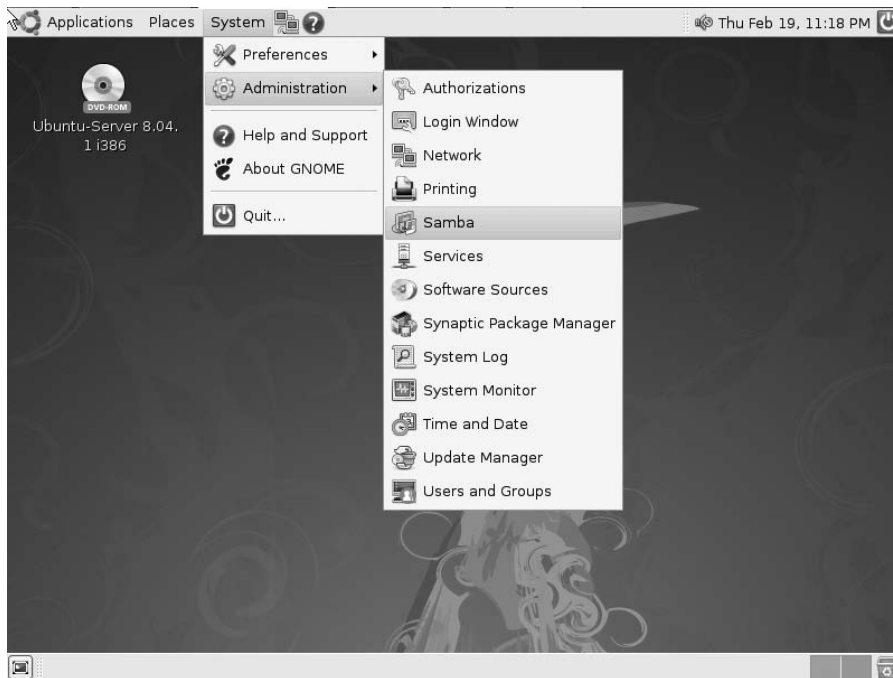 Applications Places System
Thu Feb 19, 11:18 PM
DVD-ROM
Ubuntu-Server 8.04.
1 i386
Preferences
Administration
Help and Support
About GNOME
Quit...
Authorizations
Login Window
Network
Printing
Samba
Services
Software Sources
Synaptic Package Manager
System Log
System Monitor
Time and Date
Update Manager
Users and Groups